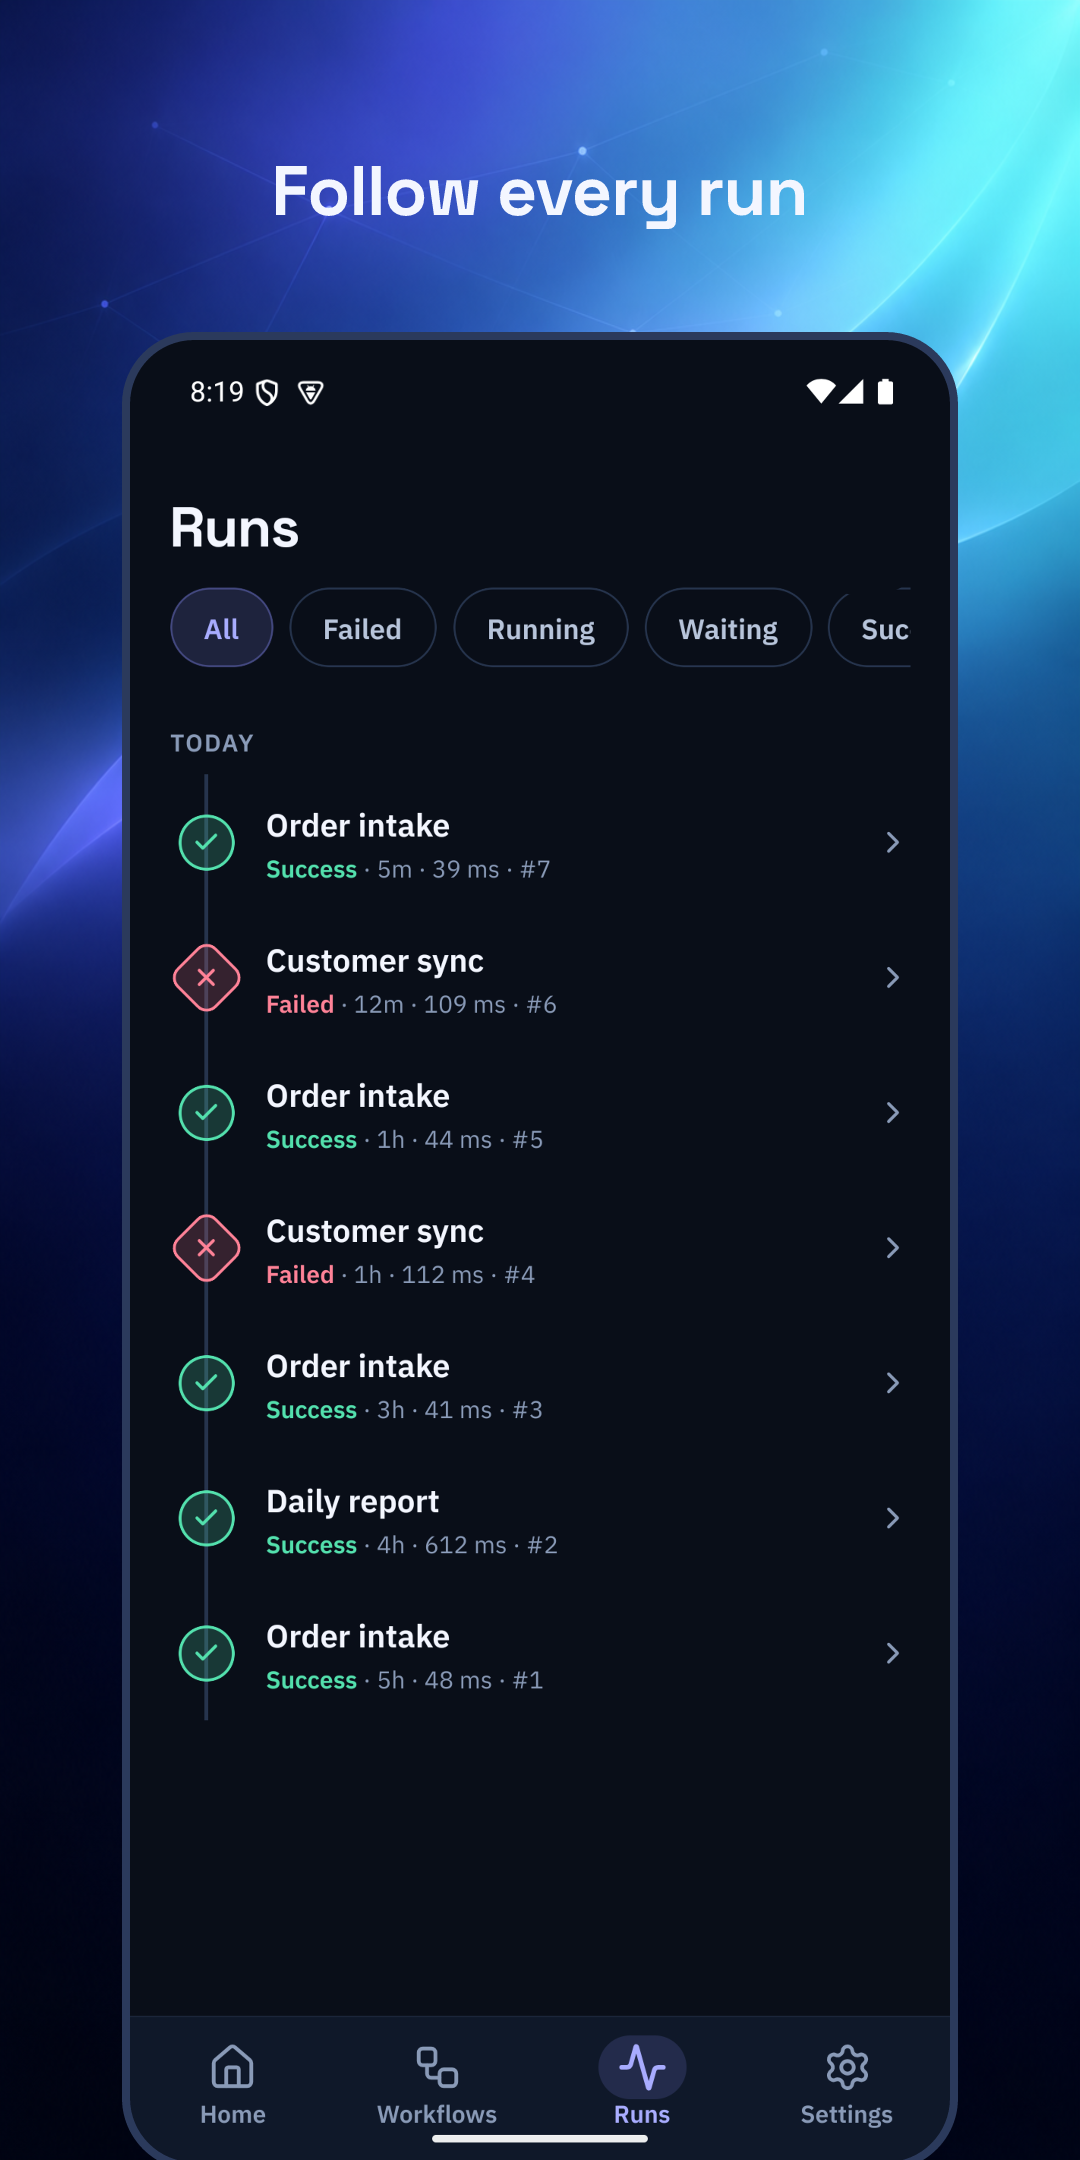 Follow every run
8:19
Runs
All Failed Running Waiting Suc
TODAY
Order intake
Success · 5m · 39 ms · #7
Customer sync
Failed · 12m · 109 ms · #6
Order intake
Success · 1h · 44 ms · #5
Customer sync
Failed · 1h · 112 ms · #4
Order intake
Success · 3h · 41 ms · #3
Daily report
Success · 4h · 612 ms · #2
Order intake
Success · 5h · 48 ms · #1
Home Workflows Runs Settings